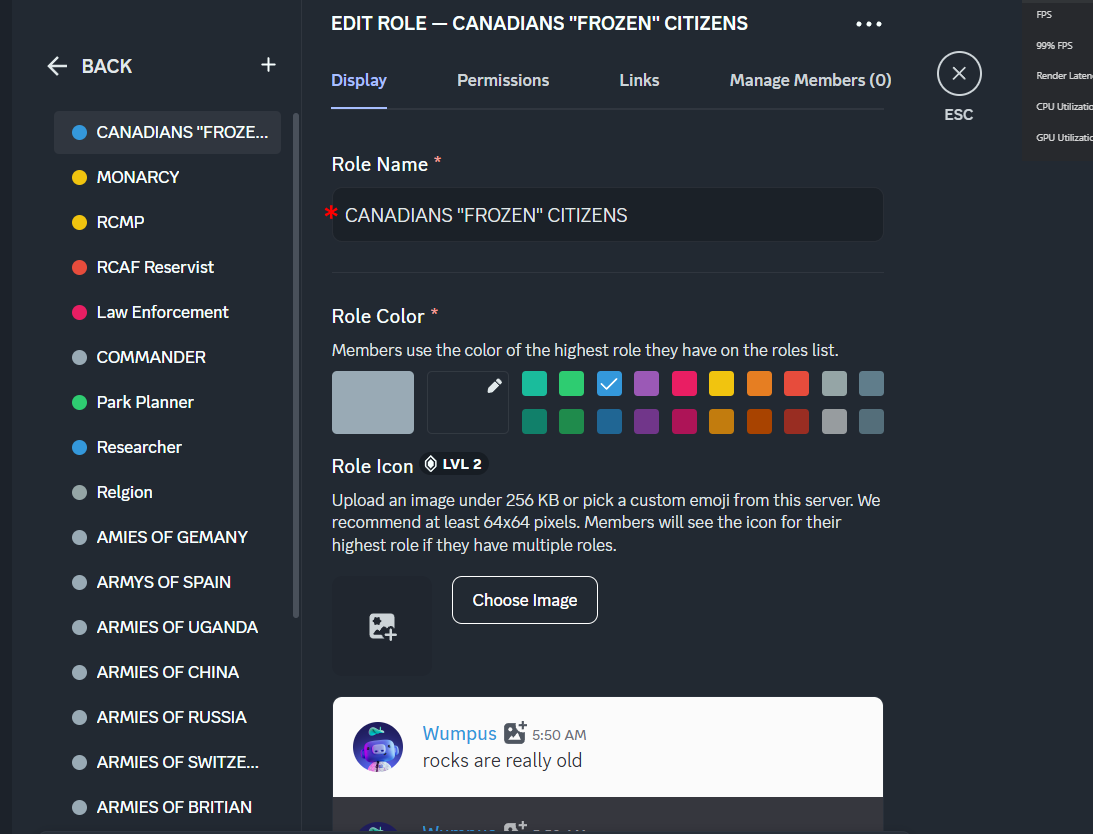 EDIT ROLE — CANADIANS "FROZEN" CITIZENS
FPS
99% FPS
Render Laten
CPU Utilizatio
GPU Utilizatio
BACK
Display
Permissions
Links
Manage Members (0)
ESC
CANADIANS "FROZE...
MONARCY
RCMP
RCAF Reservist
Law Enforcement
COMMANDER
Park Planner
Researcher
Relgion
AMIES OF GEMANY
ARMYS OF SPAIN
ARMIES OF UGANDA
ARMIES OF CHINA
ARMIES OF RUSSIA
ARMIES OF SWITZE...
ARMIES OF BRITIAN
Role Name *
* CANADIANS "FROZEN" CITIZENS
Role Color *
Members use the color of the highest role they have on the roles list.
Role Icon LVL 2
Upload an image under 256 KB or pick a custom emoji from this server. We
recommend at least 64x64 pixels. Members will see the icon for their
highest role if they have multiple roles.
Choose Image
Wumpus 5:50 AM
rocks are really old
Wumpus